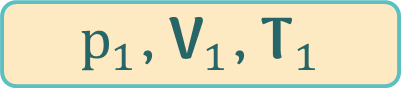 p₁, V₁, T₁